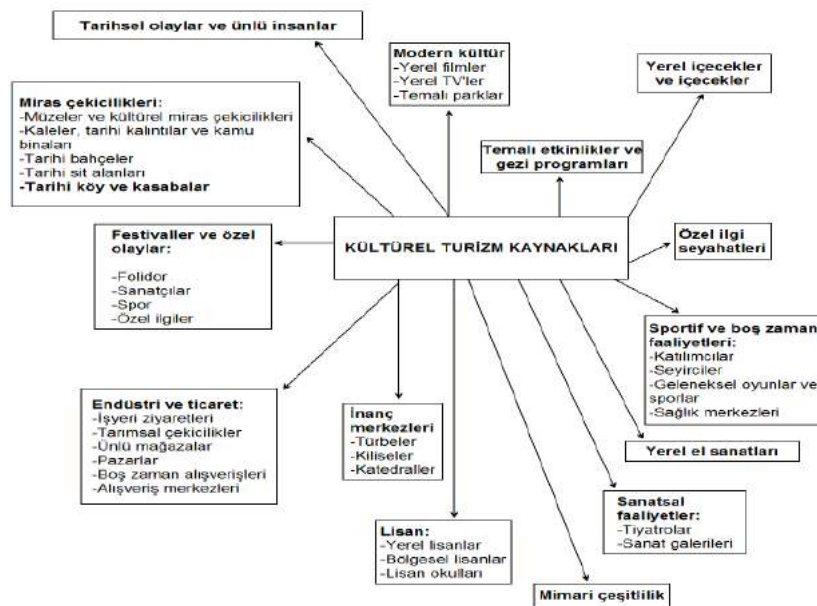 Tarihsel olaylar ve ünlü insanlar
Modern kültür
-Yerel filmler
-Yerel TV'ler
-Temalı parklar
Yerel içecekler
ve içecekler
Miras çekicilikleri:
-Müzeler ve kültürel miras çekicilikleri
-Kaleler, tarihi kalıntılar ve kamu
binaları
-Tarihi bahçeler
-Tarihi sit alanları
-Tarihi köy ve kasabalar
Temalı etkinlikler ve
gezi programları
Festivaller ve özel
olaylar:
-Folidor
-Sanatçılar
-Spor
-Özel ilgiler
KÜLTÜREL TURİZM KAYNAKLARI
Özel ilgi
seyahatleri
Sportif ve boş zaman
faaliyetleri:
-Katılımcılar
-Seyirciler
-Geleneksel oyunlar ve
sporlar
-Sağlık merkezleri
Endüstri ve ticaret:
-İşyeri ziyaretleri
-Tarımsal çekicilikler
-Ünlü mağazalar
-Pazarlar
-Boş zaman alışverişleri
-Alışveriş merkezleri
İnanç
merkezleri
-Türbeler
-Kiliseler
-Katedraller
Yerel el sanatları
Sanatsal
faaliyetler:
-Tiyatrolar
-Sanat galerileri
Lisan:
-Yerel lisanlar
-Bölgesel lisanlar
-Lisan okulları
Mimari çeşitlilik